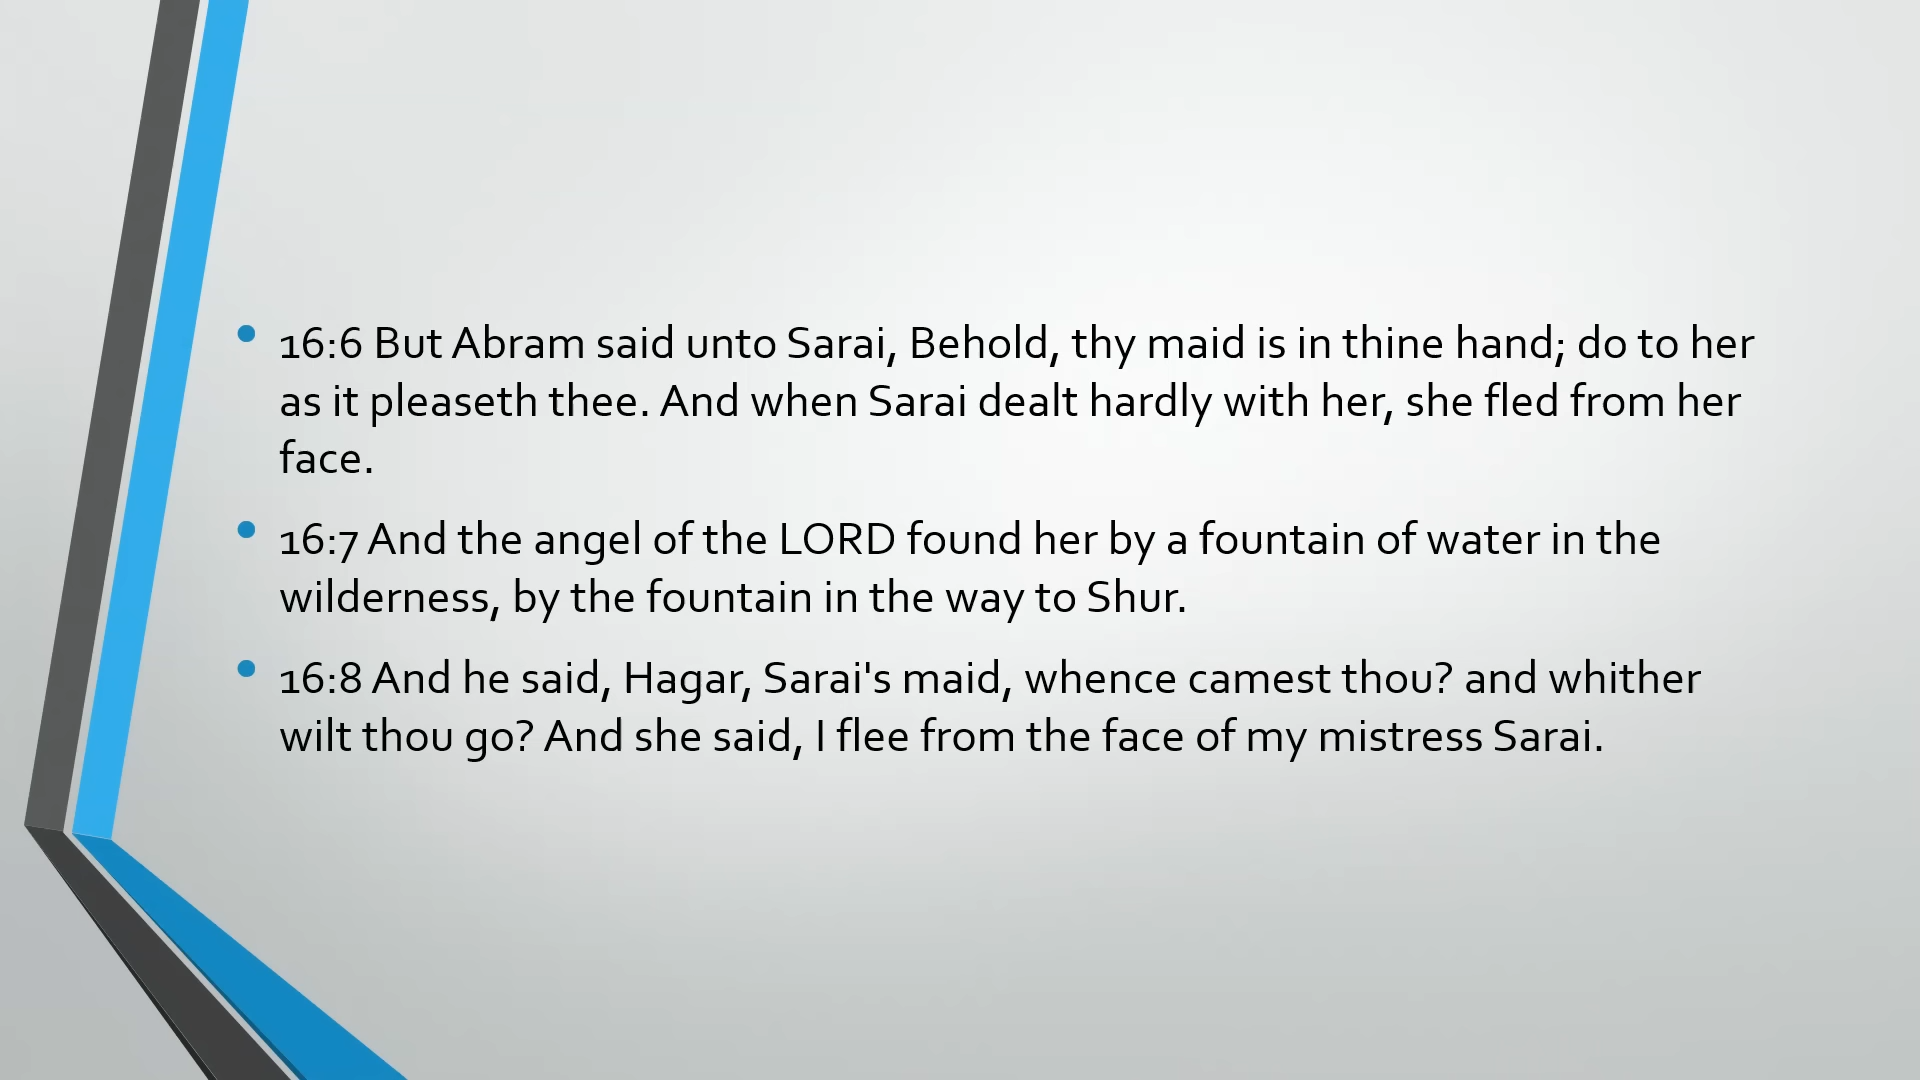 16:6 But Abram said unto Sarai, Behold, thy maid is in thine hand; do to her
as it pleaseth thee. And when Sarai dealt hardly with her, she fled from her
face.
16:7 And the angel of the LORD found her by a fountain of water in the
wilderness, by the fountain in the way to Shur.
16:8 And he said, Hagar, Sarai's maid, whence camest thou? and whither
wilt thou go? And she said, I flee from the face of my mistress Sarai.